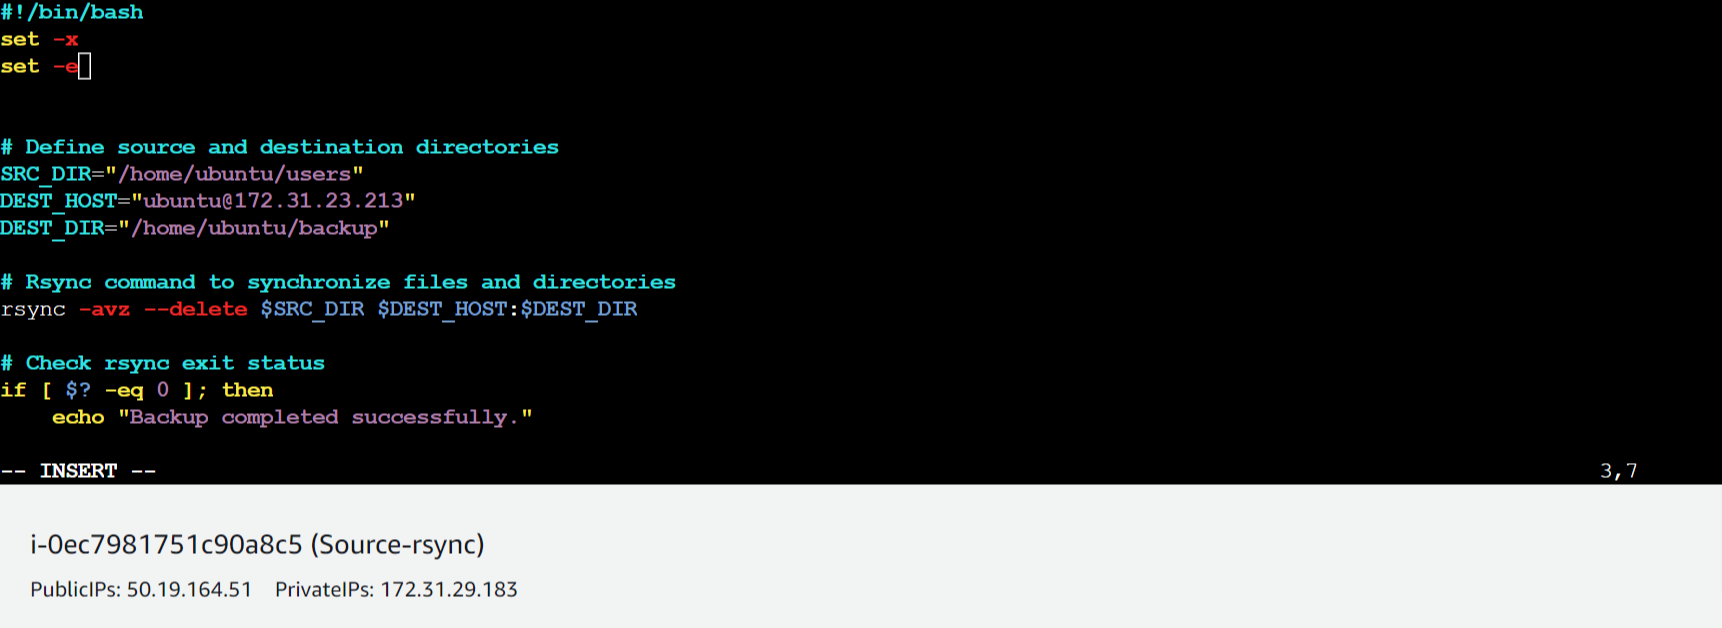 #!/bin/bash
set -x
set -e
# Define source and destination directories
SRC_DIR="/home/ubuntu/users"
DEST_HOST="ubuntu@172.31.23.213"
DEST_DIR="/home/ubuntu/backup"
# Rsync command to synchronize files and directories
rsync -avz --delete $SRC_DIR $DEST_HOST:$DEST_DIR
# Check rsync exit status
if [ $? -eq 0 ]; then
    echo "Backup completed successfully."
-- INSERT -- 3,7
i-0ec7981751c90a8c5 (Source-rsync)
PublicIPs: 50.19.164.51 PrivateIPs: 172.31.29.183